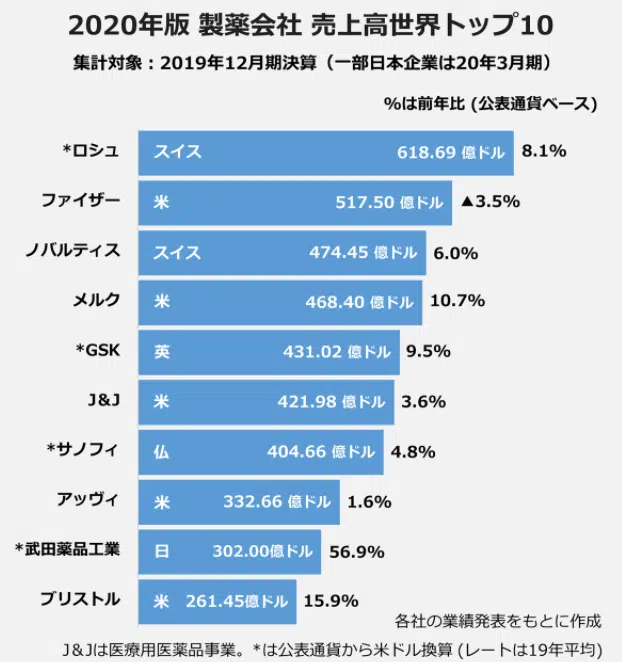 2020年版 製薬会社 売上高世界トップ10
集計対象：2019年12月期決算（一部日本企業は20年3月期）
%は前年比 (公表通貨ベース)
*ロシュ スイス 618.69 億ドル 8.1%
ファイザー 米 517.50 億ドル ▲3.5%
ノバルティス スイス 474.45 億ドル 6.0%
メルク 米 468.40 億ドル 10.7%
*GSK 英 431.02 億ドル 9.5%
J&J 米 421.98 億ドル 3.6%
*サノフィ 仏 404.66 億ドル 4.8%
アッヴィ 米 332.66 億ドル 1.6%
*武田薬品工業 日 302.00億ドル 56.9%
ブリストル 米 261.45億ドル 15.9%
各社の業績発表をもとに作成
J&Jは医療用医薬品事業。*は公表通貨から米ドル換算 (レートは19年平均)